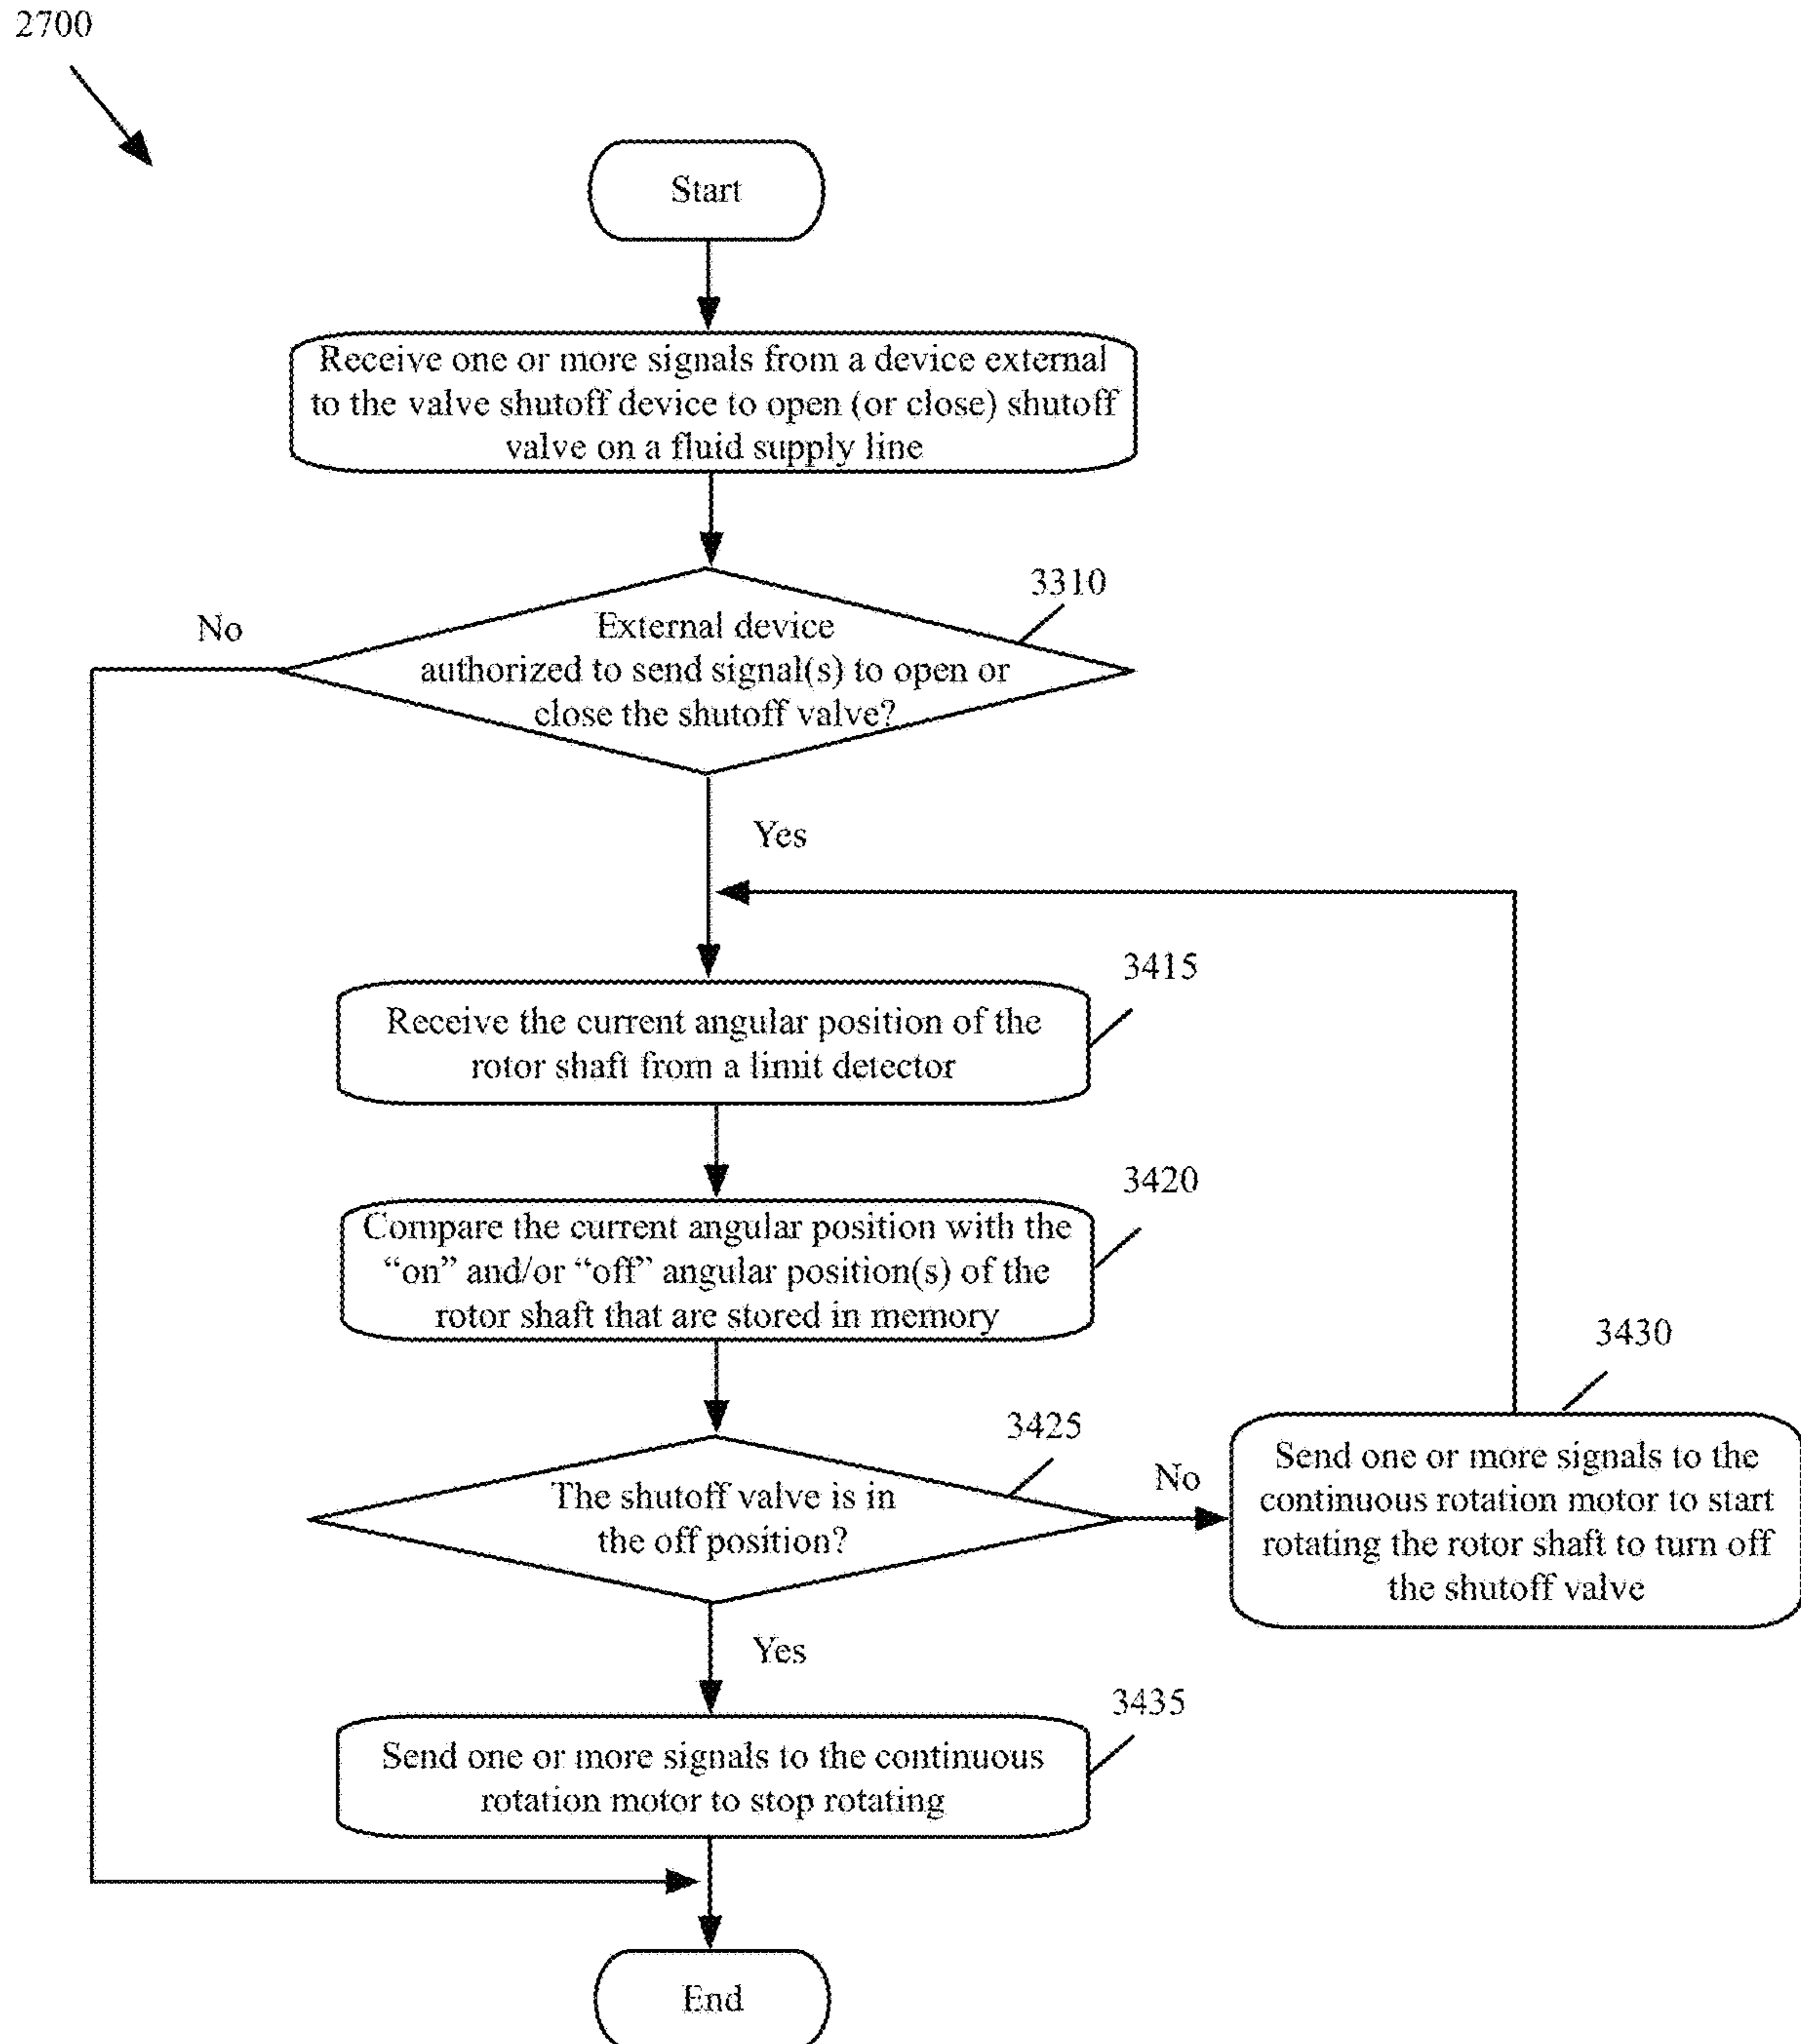 2700
Start
Receive one or more signals from a device external
to the valve shutoff device to open (or close) shutoff
valve on a fluid supply line
3310
No
External device
authorized to send signal(s) to open or
close the shutoff valve?
Yes
3415
Receive the current angular position of the
rotor shaft from a limit detector
3420
Compare the current angular position with the
“on” and/or “off” angular position(s) of the
rotor shaft that are stored in memory
3430
3425
The shutoff valve is in
the off position?
No
Send one or more signals to the
continuous rotation motor to start
rotating the rotor shaft to turn off
the shutoff valve
Yes
3435
Send one or more signals to the continuous
rotation motor to stop rotating
End